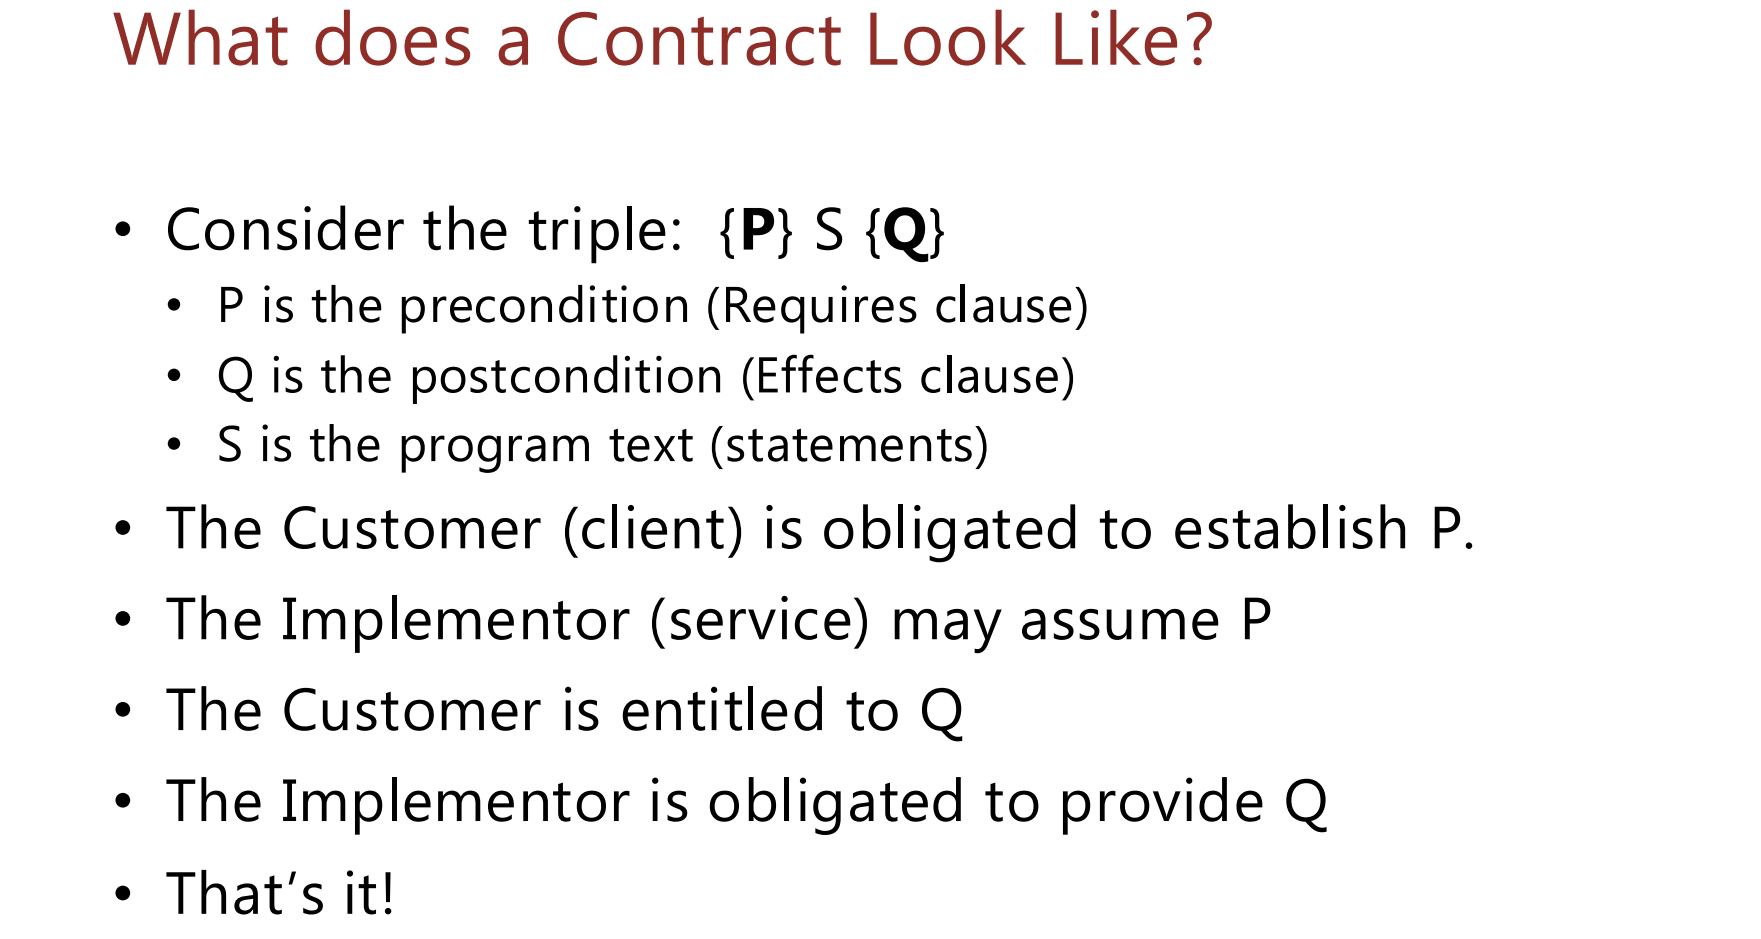 What does a Contract Look Like?
• Consider the triple: {P} S {Q}
• P is the precondition (Requires clause)
• Q is the postcondition (Effects clause)
• S is the program text (statements)
• The Customer (client) is obligated to establish P.
• The Implementor (service) may assume P
• The Customer is entitled to Q
• The Implementor is obligated to provide Q
• That’s it!